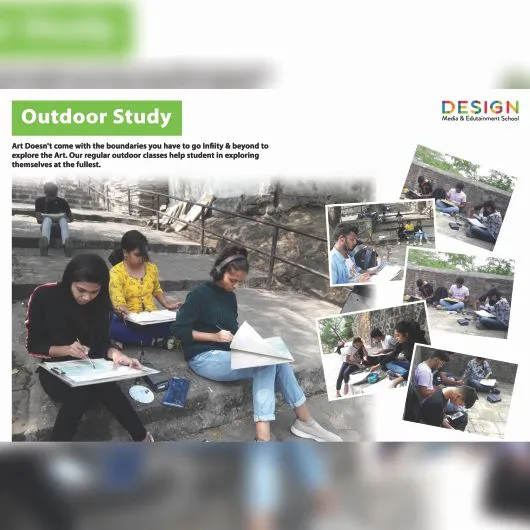 Outdoor Study
DESIGN
Media & Edutainment School
Art Doesn't come with the boundaries you have to go Infiity & beyond to
explore the Art. Our regular outdoor classes help student in exploring
themselves at the fullest.